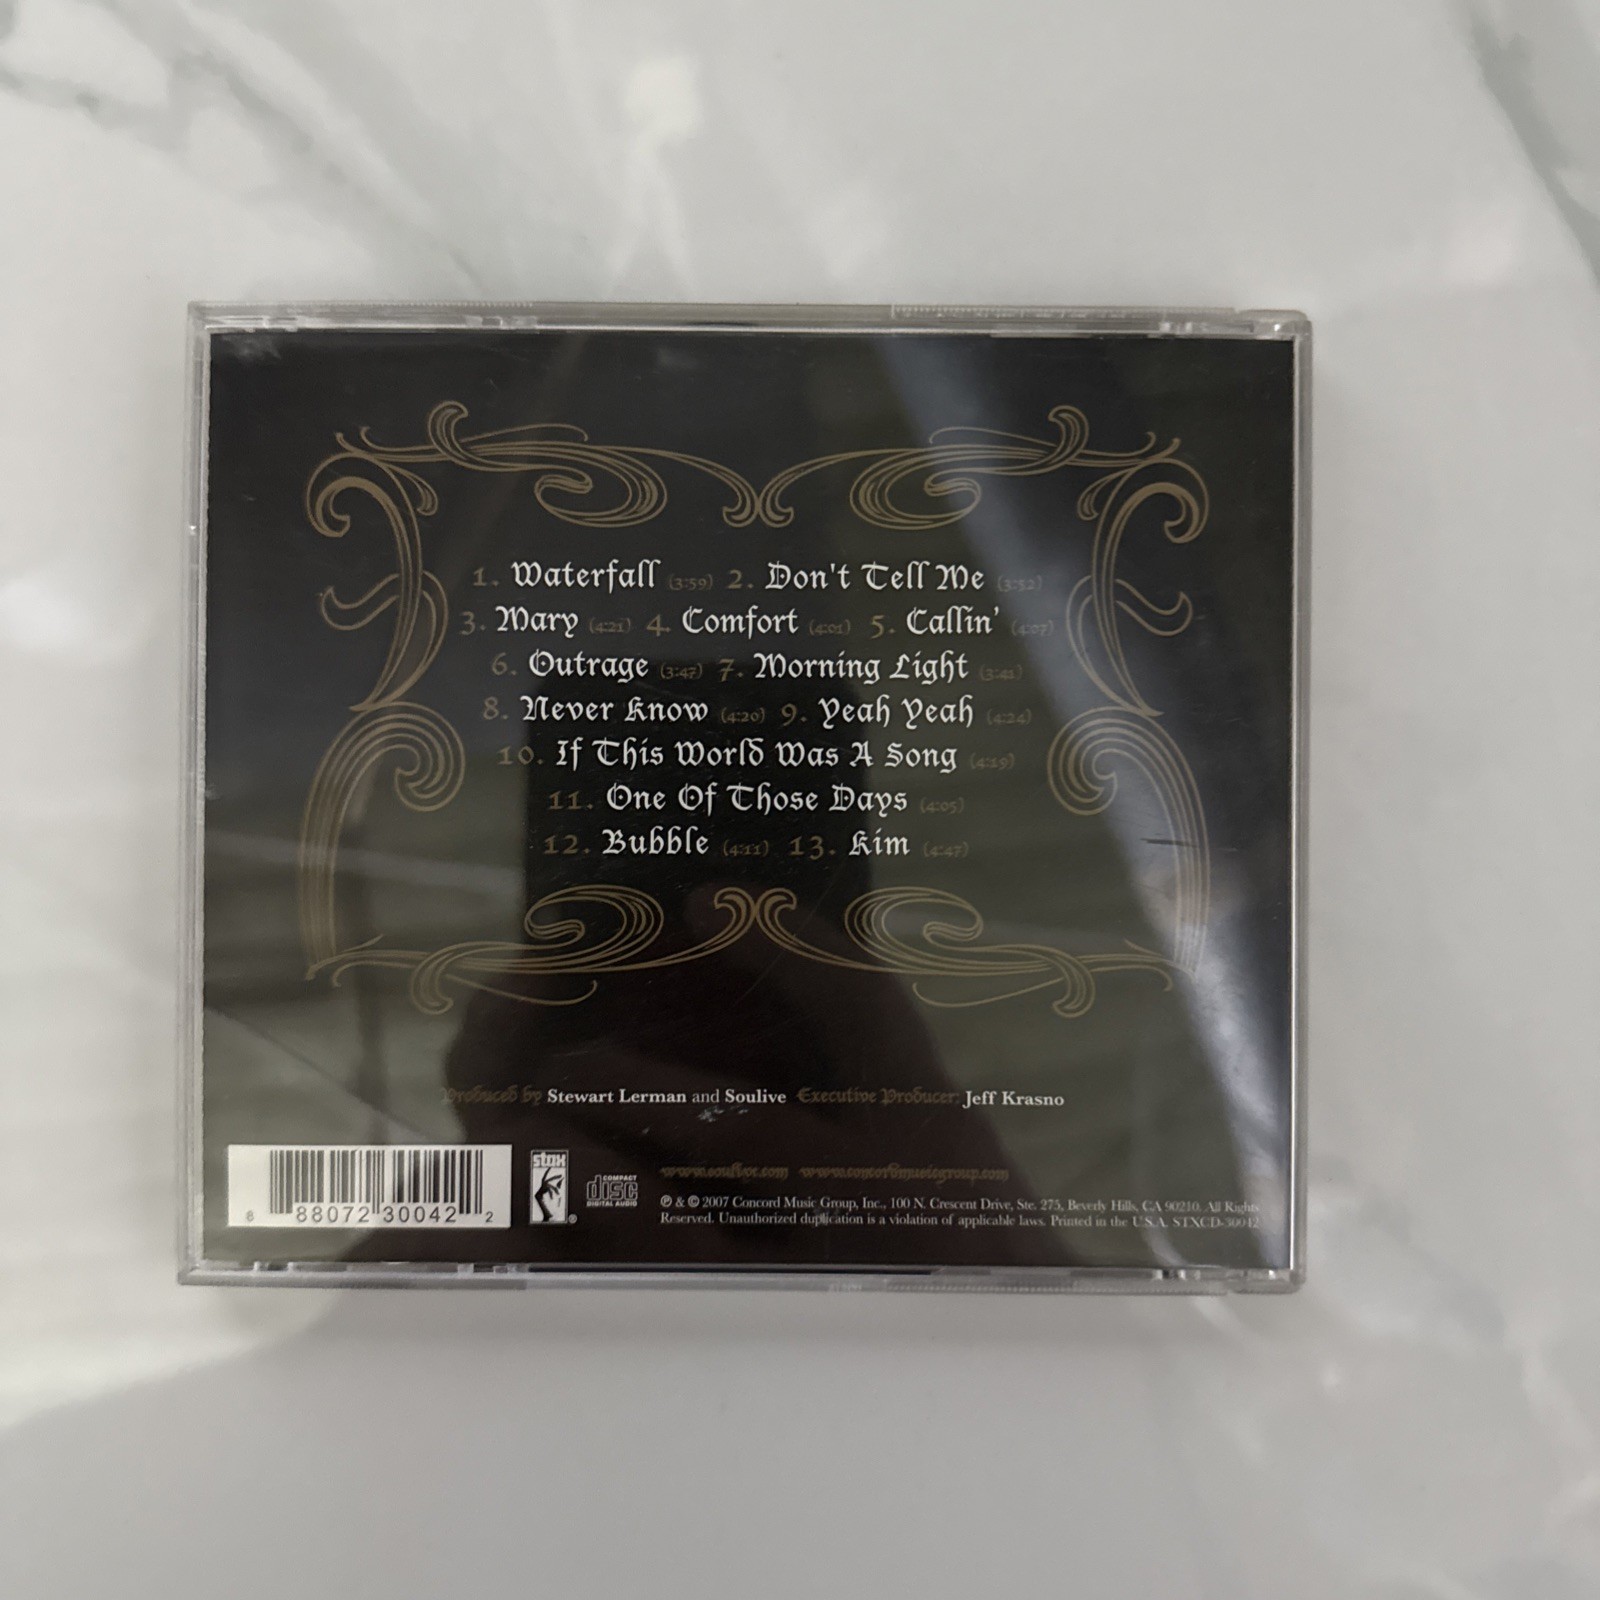 1. Waterfall (3:59) 2. Don't Tell Me (3:52)
3. Mary (4:21) 4. Comfort (4:01) 5. Callin' (4:07)
6. Outrage (3:47) 7. Morning Light (3:41)
8. Never Know (4:20) 9. Yeah Yeah (4:24)
10. If This World Was A Song (4:19)
11. One Of Those Days (4:05)
12. Bubble (4:11) 13. Kim (4:47)
Produced by Stewart Lerman and Soulive Executive Producer: Jeff Krasno
8 88072 30042 2
stax
®
COMPACT
disc
DIGITAL AUDIO
www.soulive.com www.concordmusicgroup.com
℗ & © 2007 Concord Music Group, Inc., 100 N. Crescent Drive, Ste. 275, Beverly Hills, CA 90210. All Rights
Reserved. Unauthorized duplication is a violation of applicable laws. Printed in the U.S.A. STXCD-30042